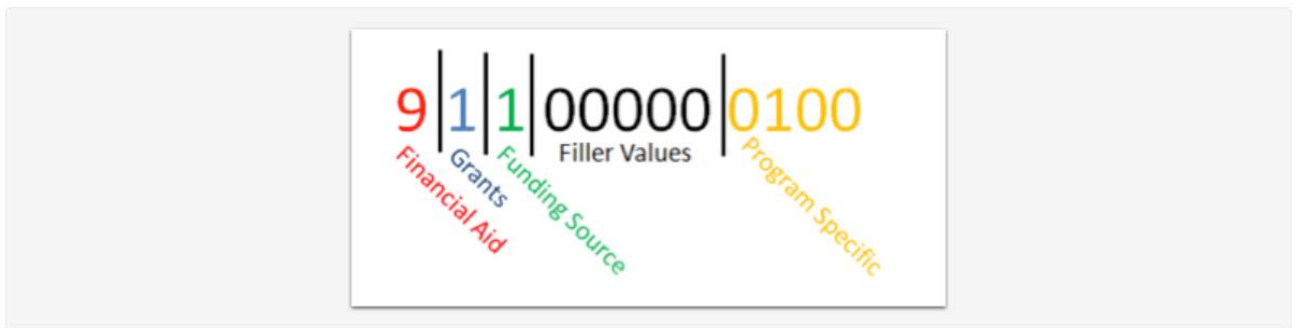 9|1|1|00000|0100
Financial Aid
Grants
Funding Source
Filler Values
Program Specific